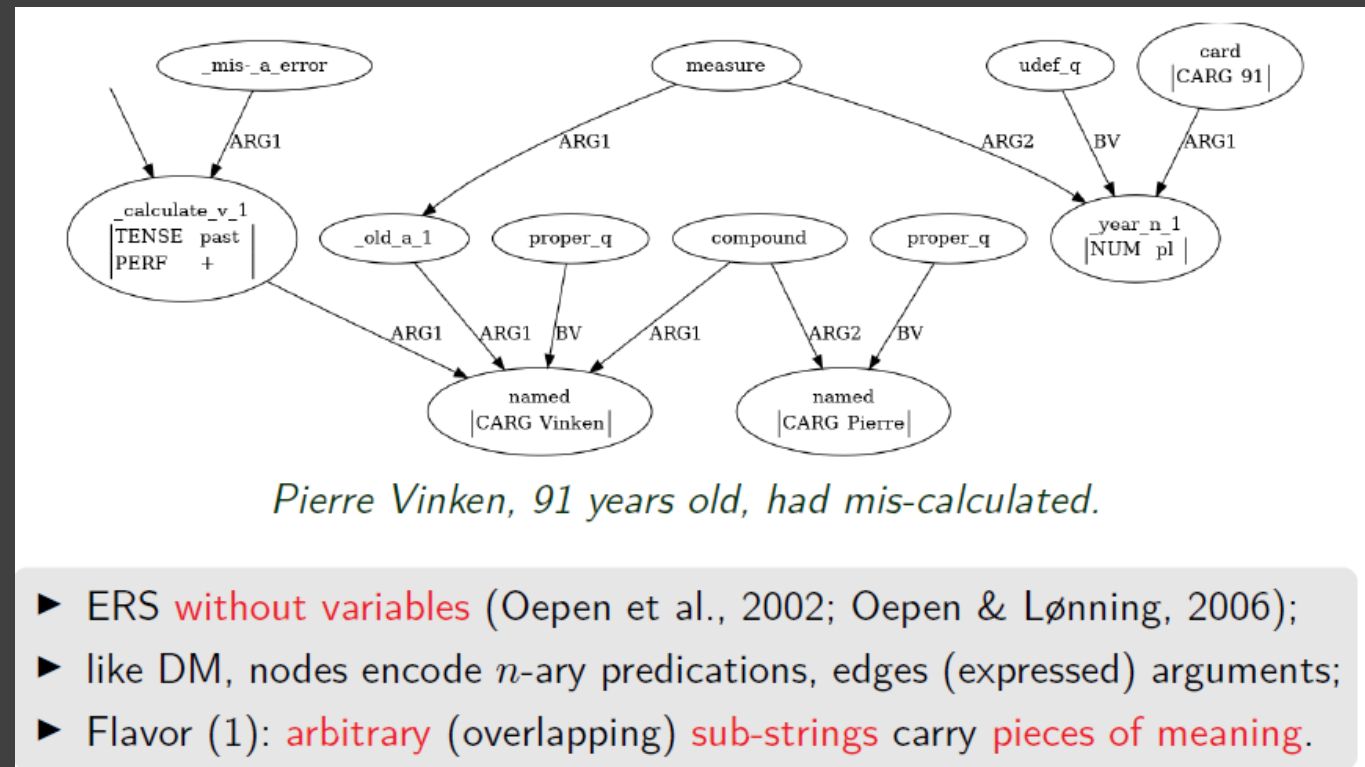 _mis-_a_error
measure
udef_q
card
CARG 91
ARG1
ARG1
ARG2
BV
ARG1
_calculate_v_1
TENSE past
PERF +
_old_a_1
proper_q
compound
proper_q
_year_n_1
NUM pl
ARG1
ARG1
BV
ARG1
ARG2
BV
named
CARG Vinken
named
CARG Pierre
Pierre Vinken, 91 years old, had mis-calculated.
▶ ERS without variables (Oepen et al., 2002; Oepen & Lønning, 2006);
▶ like DM, nodes encode n-ary predications, edges (expressed) arguments;
▶ Flavor (1): arbitrary (overlapping) sub-strings carry pieces of meaning.